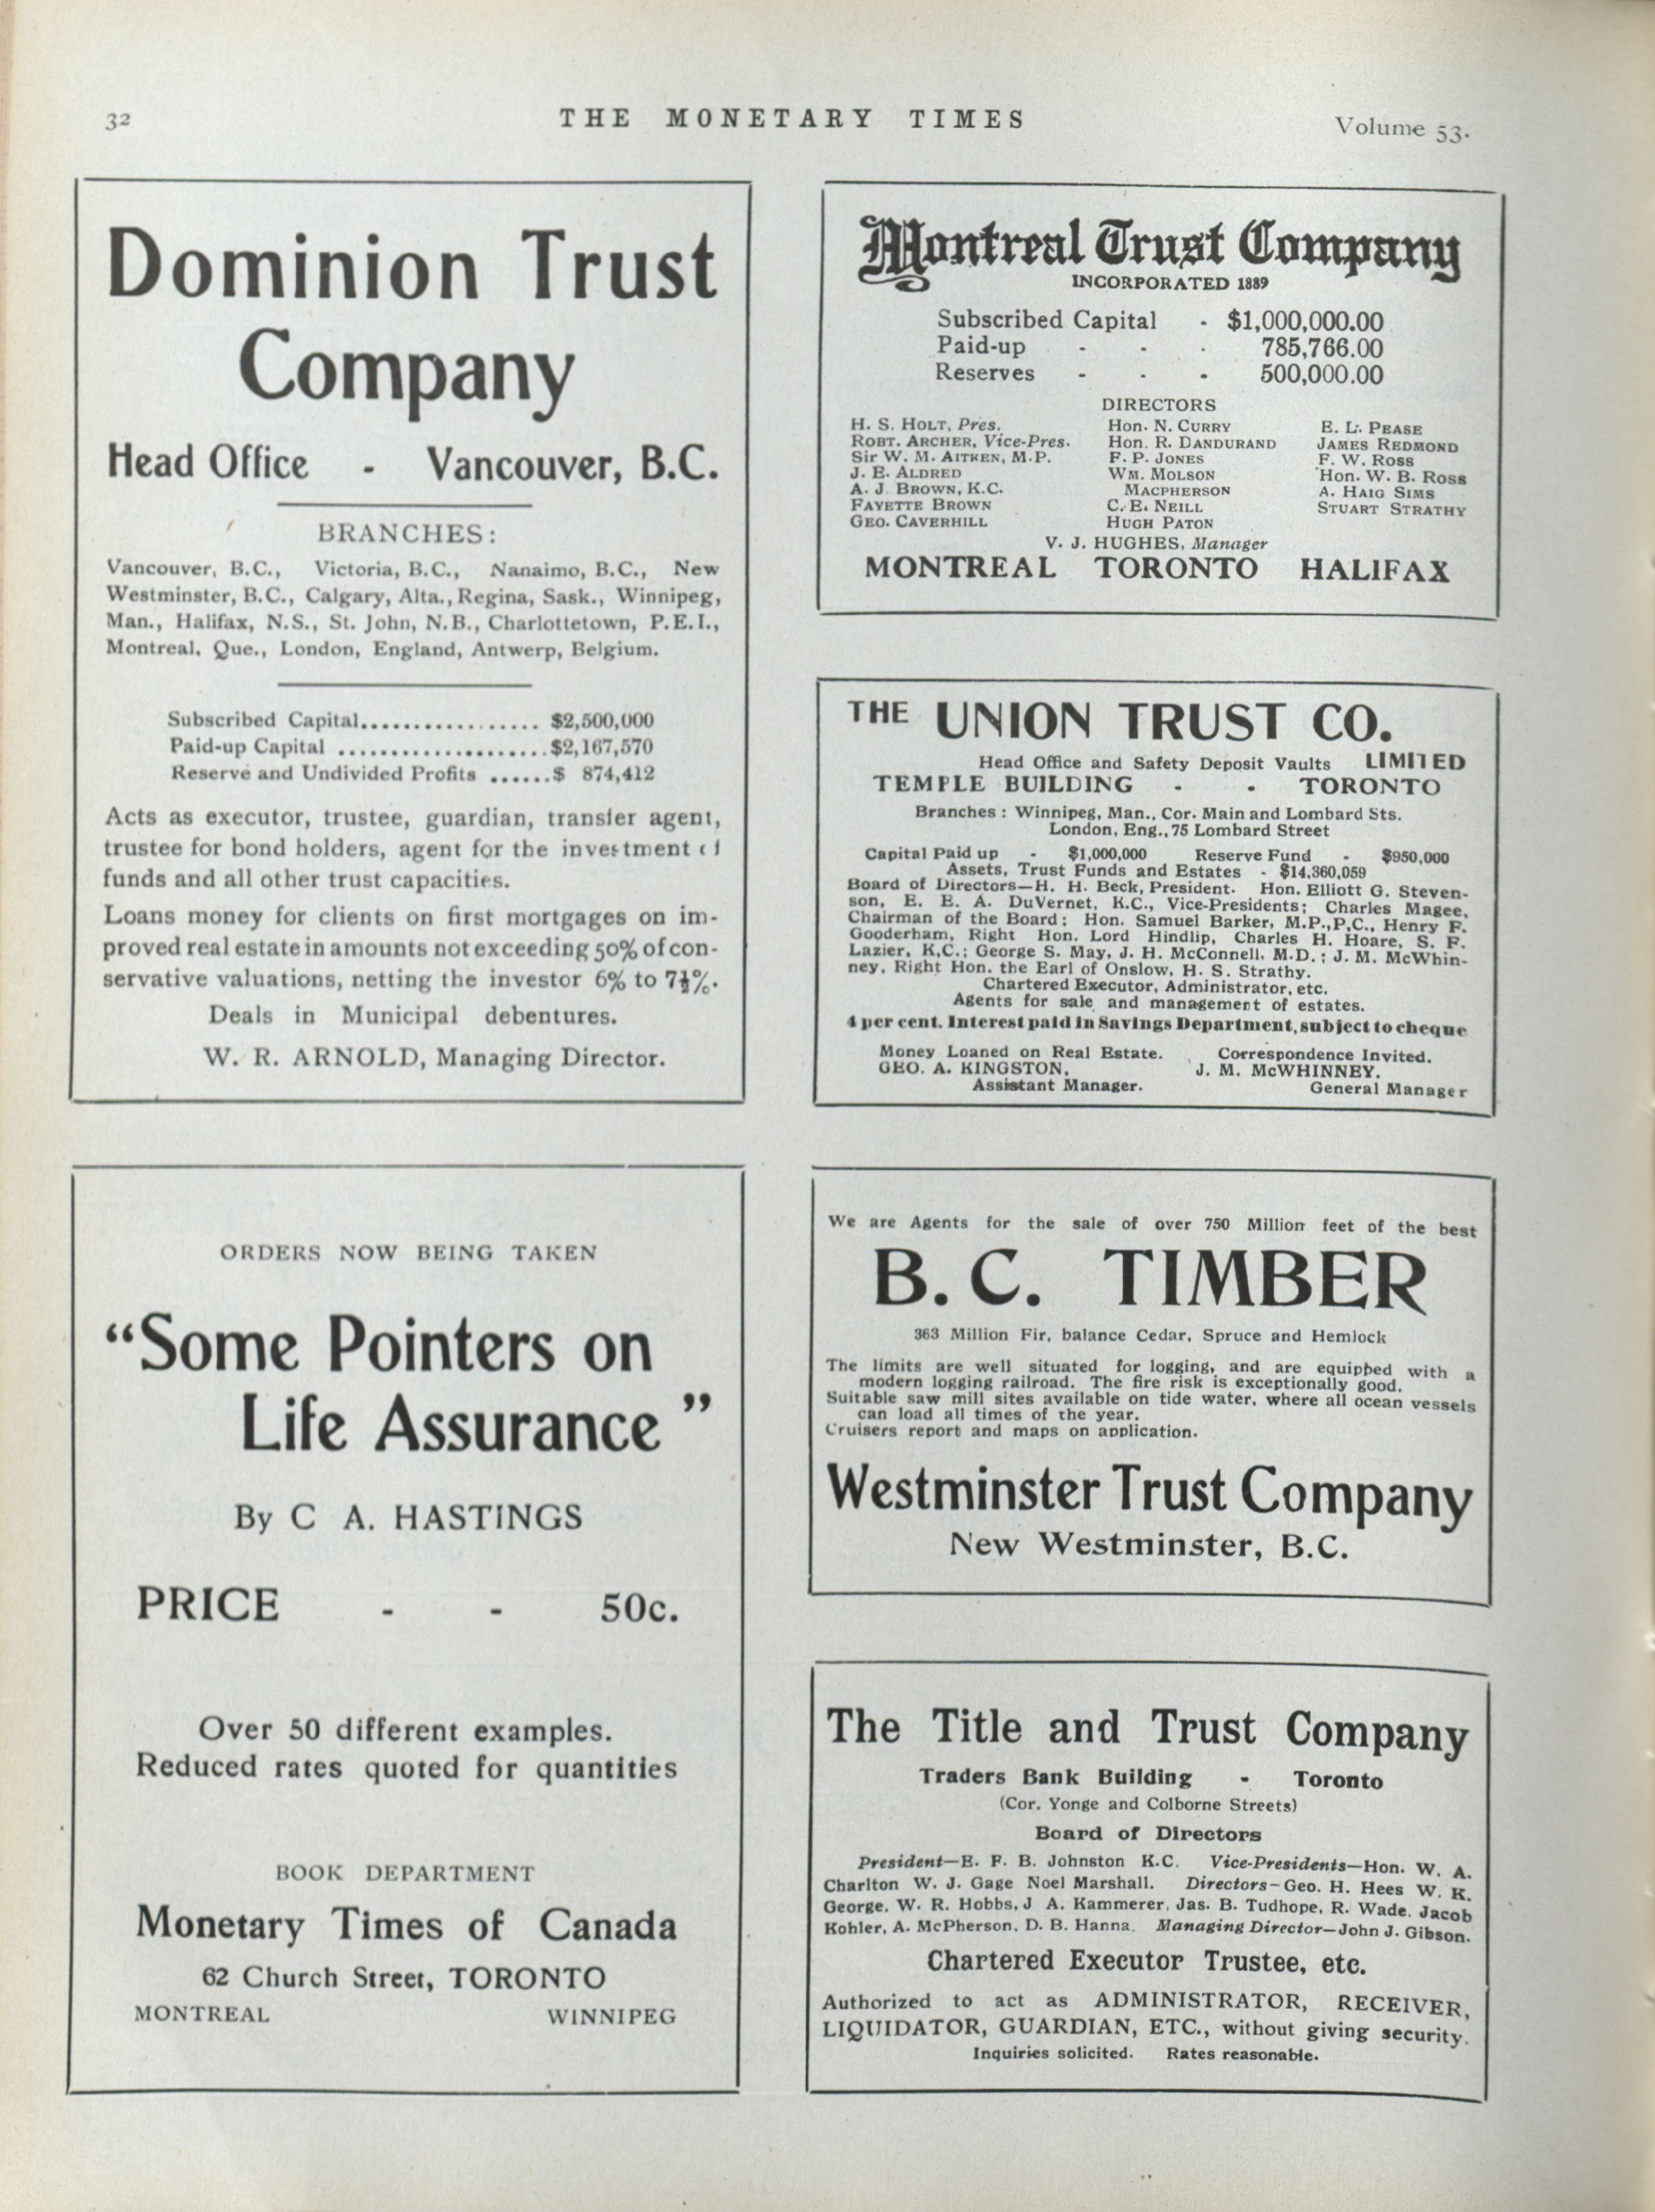 32
THE MONETARY TIMES
Volume 53.
Dominion Trust
Company
Head Office - Vancouver, B.C.
BRANCHES:
Vancouver, B.C., Victoria, B.C., Nanaimo, B.C., New
Westminster, B.C., Calgary, Alta., Regina, Sask., Winnipeg,
Man., Halifax, N.S., St. John, N.B., Charlottetown, P.E.I.,
Montreal, Que., London, England, Antwerp, Belgium.
Subscribed Capital................. $2,500,000
Paid-up Capital ....................$2,167,570
Reserve and Undivided Profits ......$ 874,412
Acts as executor, trustee, guardian, transfer agent,
trustee for bond holders, agent for the investment of
funds and all other trust capacities.
Loans money for clients on first mortgages on im-
proved real estate in amounts not exceeding 50% of con-
servative valuations, netting the investor 6% to 7½%.
Deals in Municipal debentures.
W. R. ARNOLD, Managing Director.
ORDERS NOW BEING TAKEN
"Some Pointers on
Life Assurance"
By C A. HASTINGS
PRICE - - 50c.
Over 50 different examples.
Reduced rates quoted for quantities
BOOK DEPARTMENT
Monetary Times of Canada
62 Church Street, TORONTO
MONTREAL WINNIPEG
Montreal Trust Company
INCORPORATED 1889
Subscribed Capital - $1,000,000.00
Paid-up - - - 785,766.00
Reserves - - - 500,000.00
DIRECTORS
H. S. HOLT, Pres. Hon. N. CURRY E. L. PEASE
ROBT. ARCHER, Vice-Pres. Hon. R. DANDURAND JAMES REDMOND
Sir W. M. AITKEN, M.P. F. P. JONES F. W. ROSS
J. E. ALDRED WM. MOLSON Hon. W. B. ROSS
A. J. BROWN, K.C. MACPHERSON A. HAIG SIMS
FAYETTE BROWN C. E. NEILL STUART STRATHY
GEO. CAVERHILL HUGH PATON
V. J. HUGHES, Manager
MONTREAL TORONTO HALIFAX
THE UNION TRUST CO.
Head Office and Safety Deposit Vaults LIMITED
TEMPLE BUILDING - - TORONTO
Branches : Winnipeg, Man., Cor. Main and Lombard Sts.
London, Eng., 75 Lombard Street
Capital Paid up - $1,000,000 Reserve Fund - $950,000
Assets, Trust Funds and Estates - $14,360,059
Board of Directors—H. H. Beck, President. Hon. Elliott G. Steven-
son, E. E. A. DuVernet, K.C., Vice-Presidents; Charles Magee,
Chairman of the Board; Hon. Samuel Barker, M.P.,P.C., Henry F.
Gooderham, Right Hon. Lord Hindlip, Charles H. Hoare, S. F.
Lazier, K.C.; George S. May, J. H. McConnell, M.D.; J. M. McWhin-
ney, Right Hon. the Earl of Onslow, H. S. Strathy.
Chartered Executor, Administrator, etc.
Agents for sale and management of estates.
4 per cent. Interest paid in Savings Department, subject to cheque
Money Loaned on Real Estate. Correspondence Invited.
GEO. A. KINGSTON, J. M. McWHINNEY,
Assistant Manager. General Manager
We are Agents for the sale of over 750 Million feet of the best
B. C. TIMBER
363 Million Fir, balance Cedar, Spruce and Hemlock
The limits are well situated for logging, and are equipped with a
modern logging railroad. The fire risk is exceptionally good.
Suitable saw mill sites available on tide water, where all ocean vessels
can load all times of the year.
Cruisers report and maps on application.
Westminster Trust Company
New Westminster, B.C.
The Title and Trust Company
Traders Bank Building - Toronto
(Cor. Yonge and Colborne Streets)
Board of Directors
President—E. F. B. Johnston K.C. Vice-Presidents—Hon. W. A.
Charlton W. J. Gage Noel Marshall. Directors—Geo. H. Hees W. K.
George, W. R. Hobbs, J A. Kammerer, Jas. B. Tudhope, R. Wade, Jacob
Kohler, A. McPherson, D. B. Hanna. Managing Director—John J. Gibson.
Chartered Executor Trustee, etc.
Authorized to act as ADMINISTRATOR, RECEIVER,
LIQUIDATOR, GUARDIAN, ETC., without giving security.
Inquiries solicited. Rates reasonable.